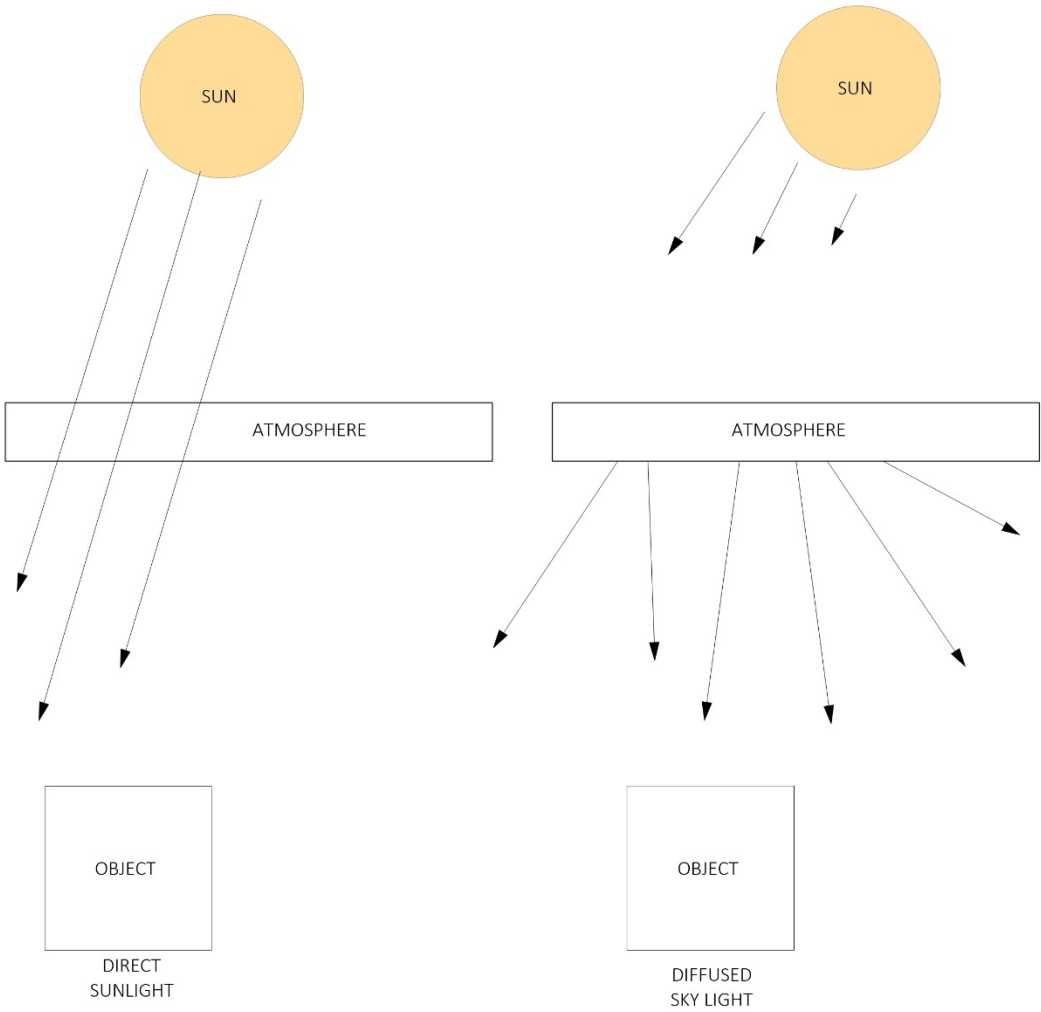 SUN
SUN
ATMOSPHERE
ATMOSPHERE
OBJECT
OBJECT
DIRECT
SUNLIGHT
DIFFUSED
SKY LIGHT